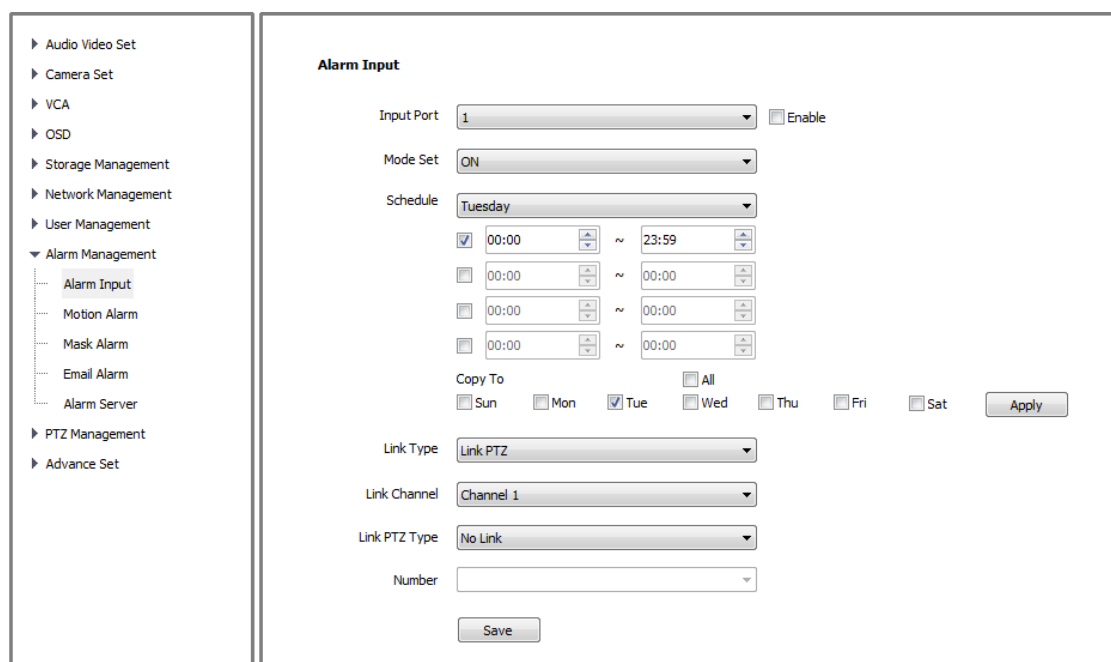 Audio Video Set
Camera Set
VCA
OSD
Storage Management
Network Management
User Management
Alarm Management
Alarm Input
Motion Alarm
Mask Alarm
Email Alarm
Alarm Server
PTZ Management
Advance Set
Alarm Input
Input Port 1 Enable
Mode Set ON
Schedule Tuesday
00:00 ~ 23:59
00:00 ~ 00:00
00:00 ~ 00:00
00:00 ~ 00:00
Copy To All
Sun Mon Tue Wed Thu Fri Sat Apply
Link Type Link PTZ
Link Channel Channel 1
Link PTZ Type No Link
Number
Save